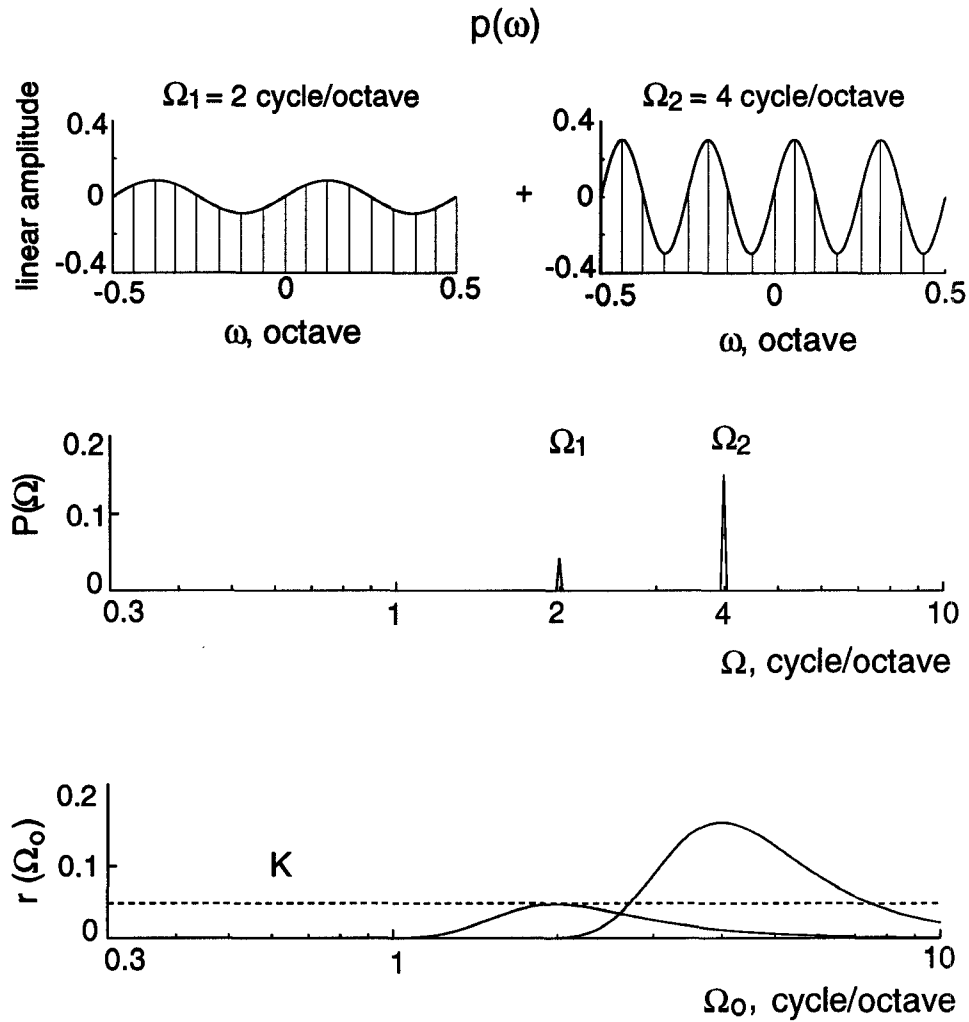 p(ω)
Ω1 = 2 cycle/octave
Ω2 = 4 cycle/octave
linear amplitude
0.4
0
-0.4
-0.5
0
0.5
ω, octave
+
0.4
0
-0.4
-0.5
0
0.5
ω, octave
P(Ω)
0.2
0.1
0
Ω1
Ω2
0.3
1
2
4
10
Ω, cycle/octave
r (Ωo)
0.2
0.1
0
K
0.3
1
10
Ωo, cycle/octave